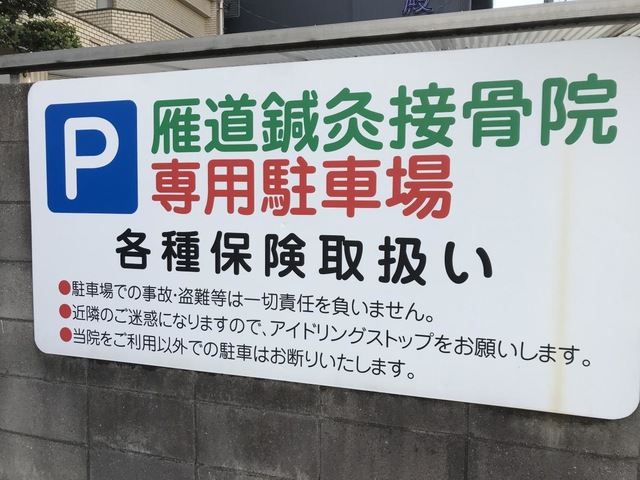 殿
P
雁道鍼灸接骨院
専用駐車場
各種保険取扱い
●駐車場での事故・盗難等は一切責任を負いません。
●近隣のご迷惑になりますので、アイドリングストップをお願いします。
●当院をご利用以外での駐車はお断りいたします。